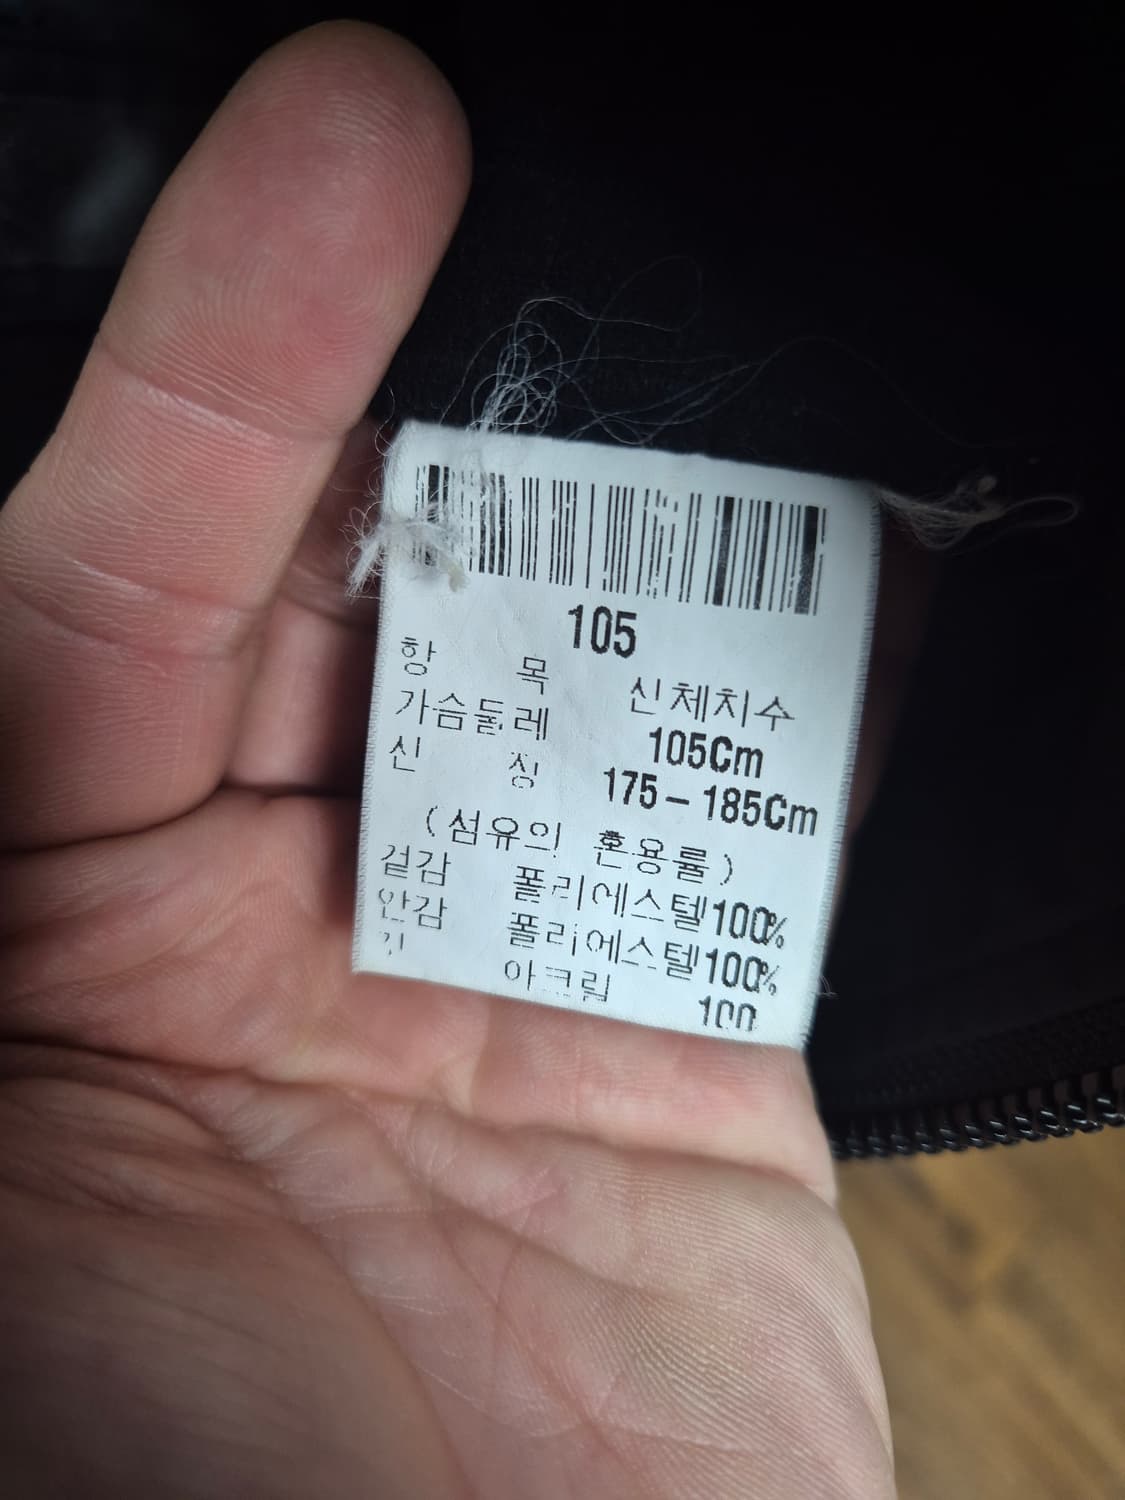 105
항 목 신체치수
가슴둘레 105Cm
신 장 175-185Cm
(섬유의 혼용률)
겉감 폴리에스텔100%
안감 폴리에스텔100%
아크릴 100